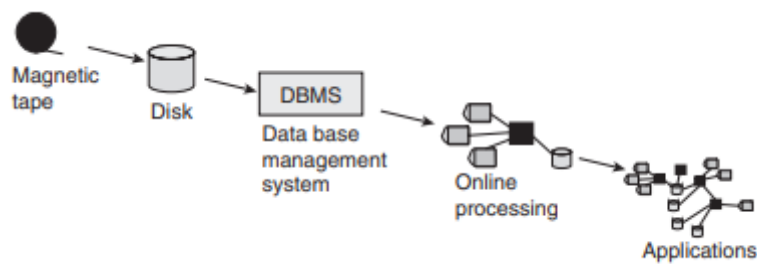 Magnetic
tape
Disk
DBMS
Data base
management
system
Online
processing
Applications